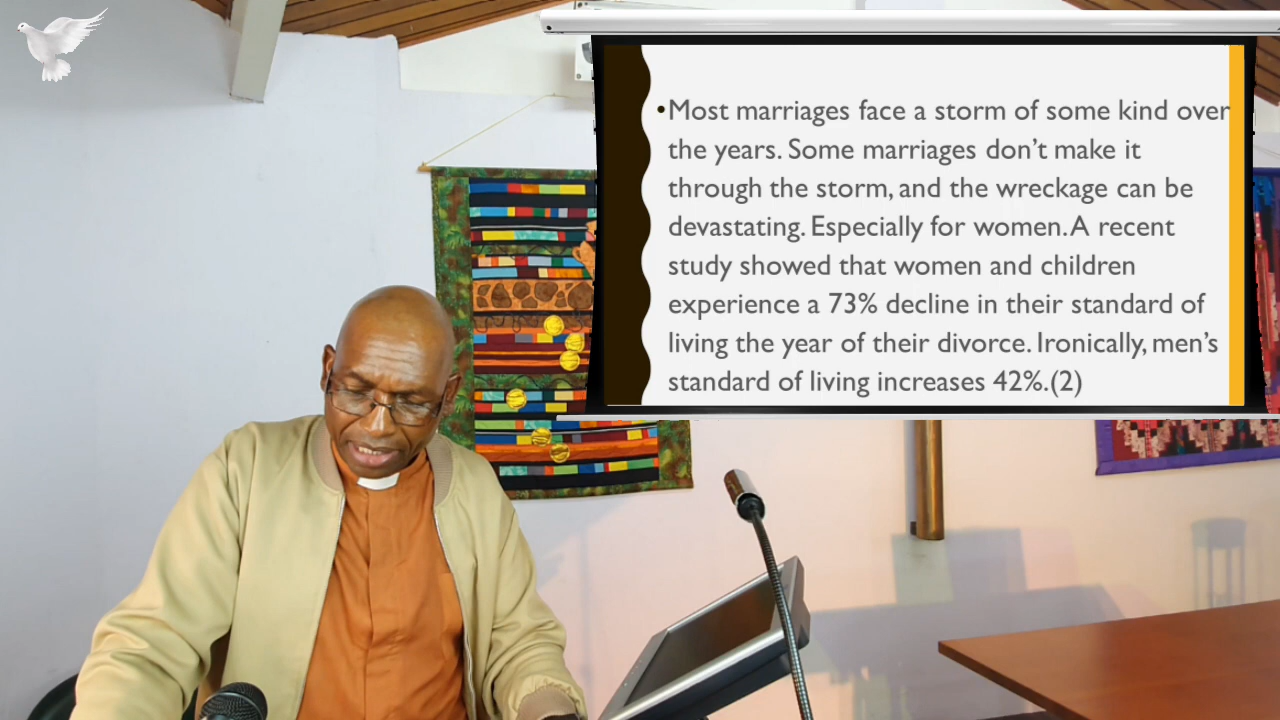 •Most marriages face a storm of some kind over
the years. Some marriages don’t make it
through the storm, and the wreckage can be
devastating. Especially for women. A recent
study showed that women and children
experience a 73% decline in their standard of
living the year of their divorce. Ironically, men’s
standard of living increases 42%.(2)